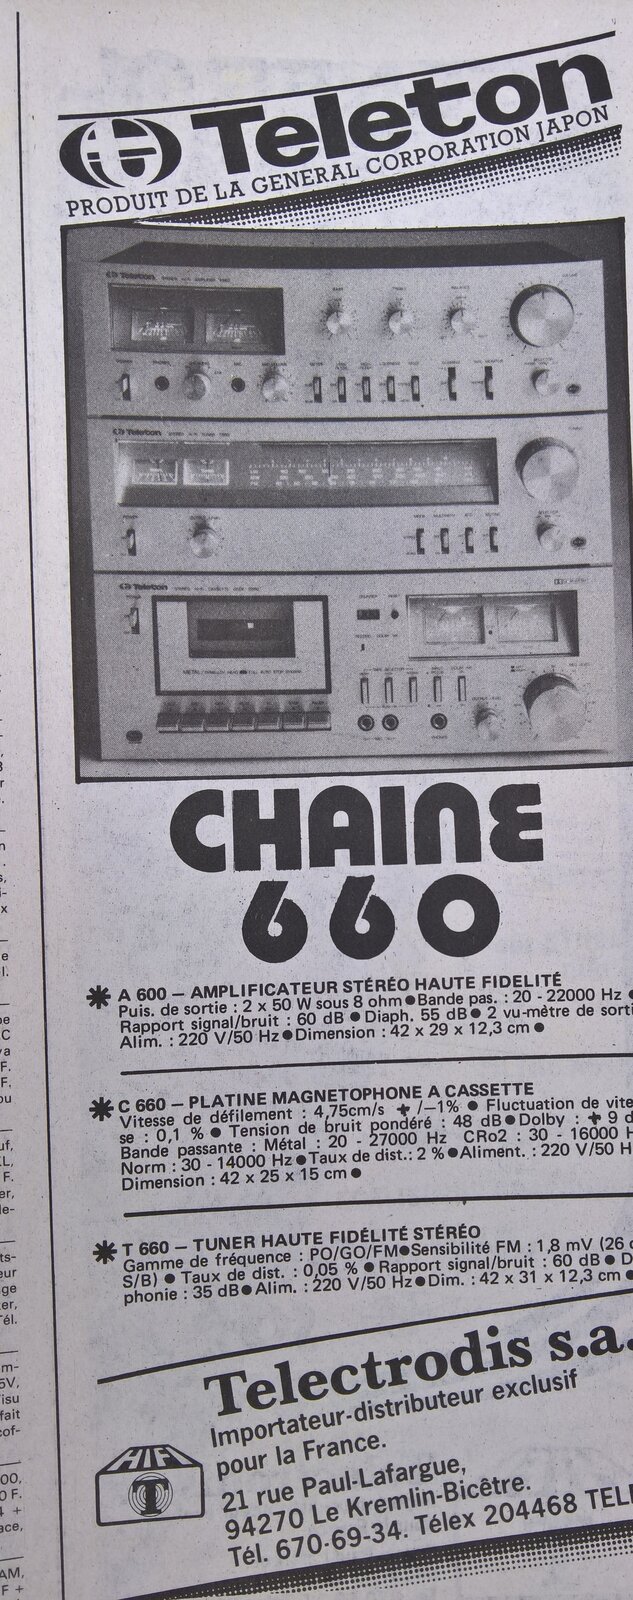 Teleton
PRODUIT DE LA GENERAL CORPORATION JAPON
Teleton
Teleton
Teleton
METAL
CHAINE
660
A 600 – AMPLIFICATEUR STÉRÉO HAUTE FIDELITÉ
Puis. de sortie : 2 x 50 W sous 8 ohm ● Bande pas. : 20 - 22000 Hz ●
Rapport signal/bruit : 60 dB ● Diaph. 55 dB ● 2 vu-mètre de sorti
Alim. : 220 V/50 Hz ● Dimension : 42 x 29 x 12,3 cm ●
C 660 – PLATINE MAGNETOPHONE A CASSETTE
Vitesse de défilement : 4,75cm/s + /–1% ● Fluctuation de vite
se : 0,1 % ● Tension de bruit pondéré : 48 dB ● Dolby : + 9 d
Bande passante : Métal : 20 - 27000 Hz CRo2 : 30 - 16000 H
Norm : 30 - 14000 Hz ● Taux de dist.: 2 % ● Aliment. : 220 V/50 H
Dimension : 42 x 25 x 15 cm ●
T 660 – TUNER HAUTE FIDÉLITÉ STÉRÉO
Gamme de fréquence : PO/GO/FM ● Sensibilité FM : 1,8 mV (26 d
S/B) ● Taux de dist. : 0,05 % ● Rapport signal/bruit : 60 dB ● D
phonie : 35 dB ● Alim. : 220 V/50 Hz ● Dim. : 42 x 31 x 12,3 cm ●
Telectrodis s.a.
Importateur-distributeur exclusif
pour la France.
21 rue Paul-Lafargue,
94270 Le Kremlin-Bicêtre.
Tél. 670-69-34. Télex 204468 TELE
HIFI
T